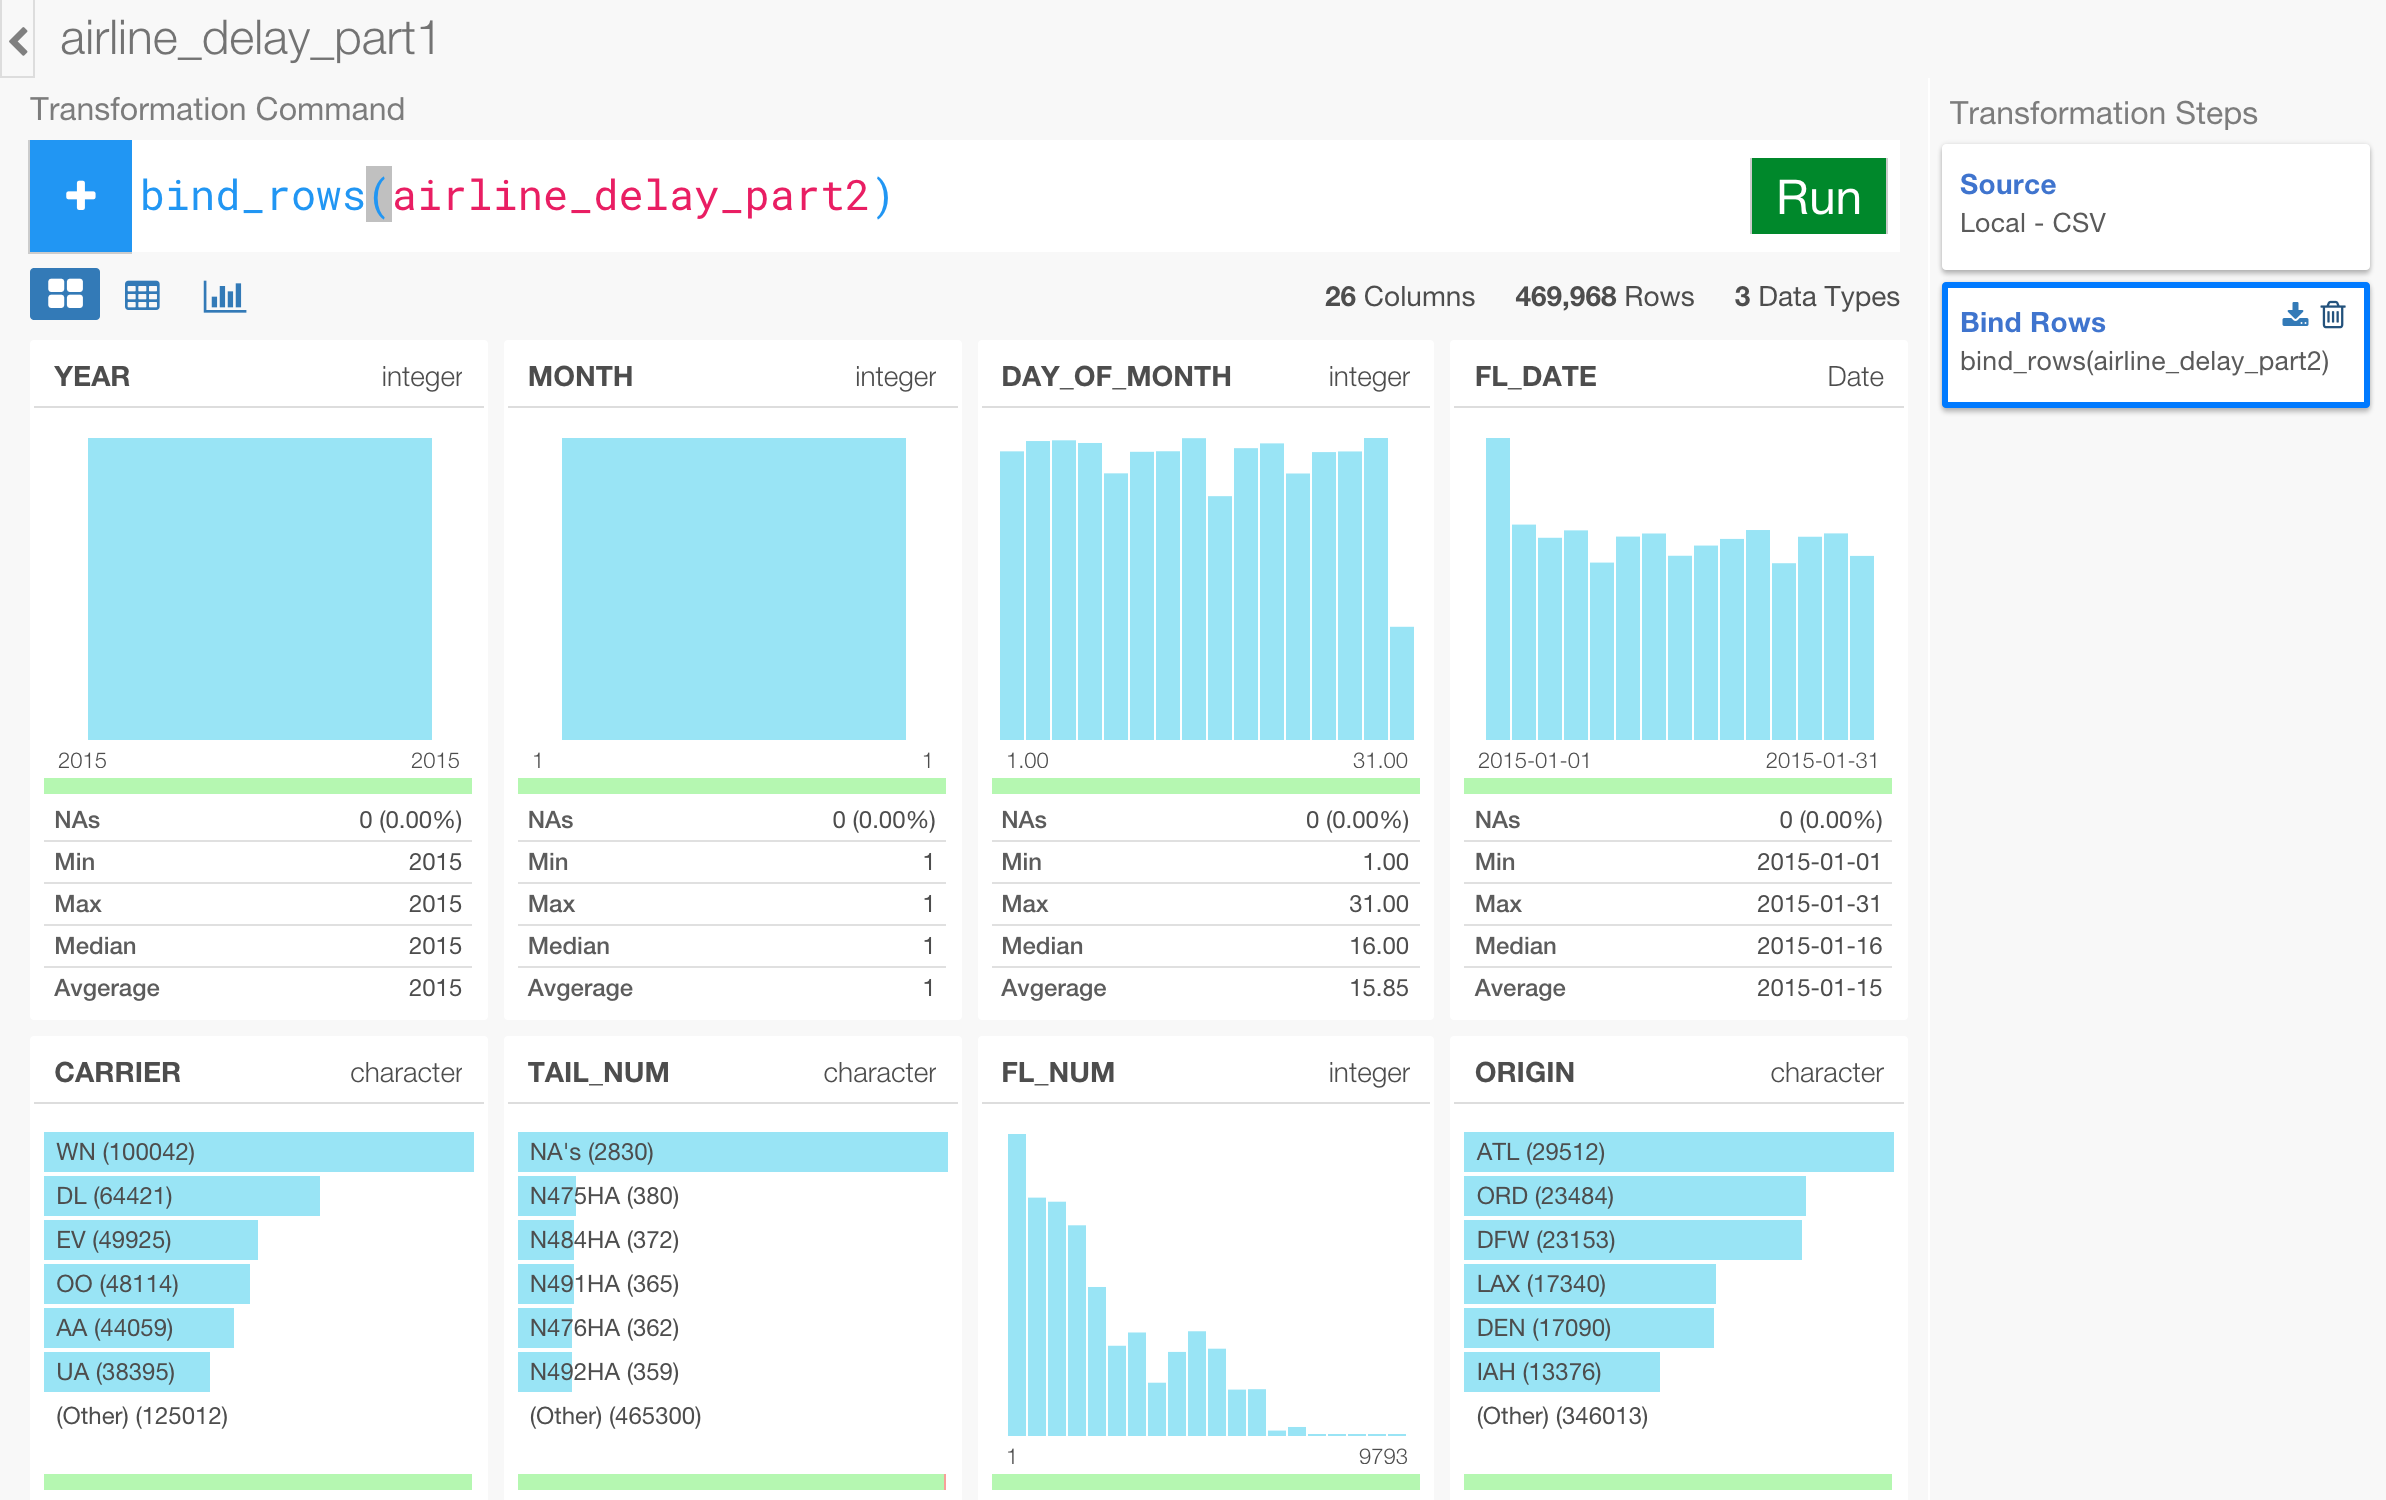 airline_delay_part1
Transformation Command
bind_rows(airline_delay_part2)
Run
26 Columns 469,968 Rows 3 Data Types
YEAR integer
2015 2015
NAs 0 (0.00%)
Min 2015
Max 2015
Median 2015
Avgerage 2015
MONTH integer
1 1
NAs 0 (0.00%)
Min 1
Max 1
Median 1
Avgerage 1
DAY_OF_MONTH integer
1.00 31.00
NAs 0 (0.00%)
Min 1.00
Max 31.00
Median 16.00
Avgerage 15.85
FL_DATE Date
2015-01-01 2015-01-31
NAs 0 (0.00%)
Min 2015-01-01
Max 2015-01-31
Median 2015-01-16
Average 2015-01-15
CARRIER character
WN (100042)
DL (64421)
EV (49925)
OO (48114)
AA (44059)
UA (38395)
(Other) (125012)
TAIL_NUM character
NA's (2830)
N475HA (380)
N484HA (372)
N491HA (365)
N476HA (362)
N492HA (359)
(Other) (465300)
FL_NUM integer
1 9793
ORIGIN character
ATL (29512)
ORD (23484)
DFW (23153)
LAX (17340)
DEN (17090)
IAH (13376)
(Other) (346013)
Transformation Steps
Source
Local - CSV
Bind Rows
bind_rows(airline_delay_part2)